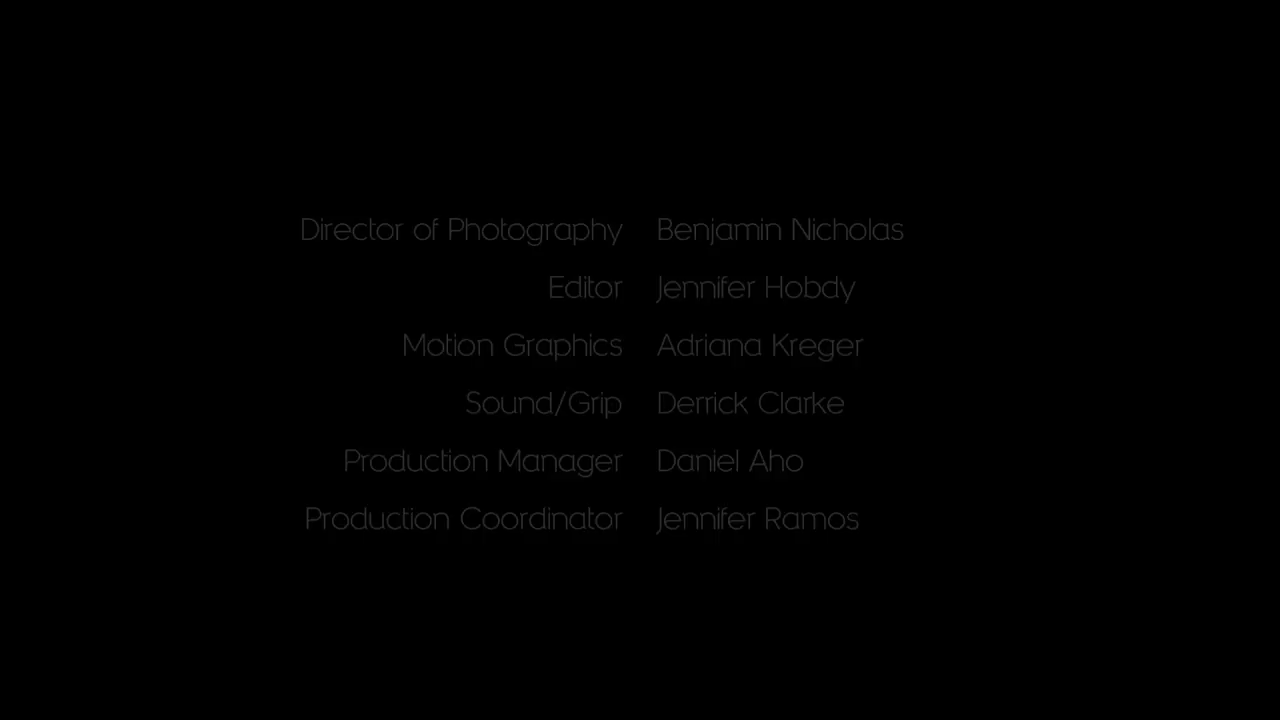 Director of Photography Benjamin Nicholas
Editor Jennifer Hobdy
Motion Graphics Adriana Kreger
Sound/Grip Derrick Clarke
Production Manager Daniel Aho
Production Coordinator Jennifer Ramos